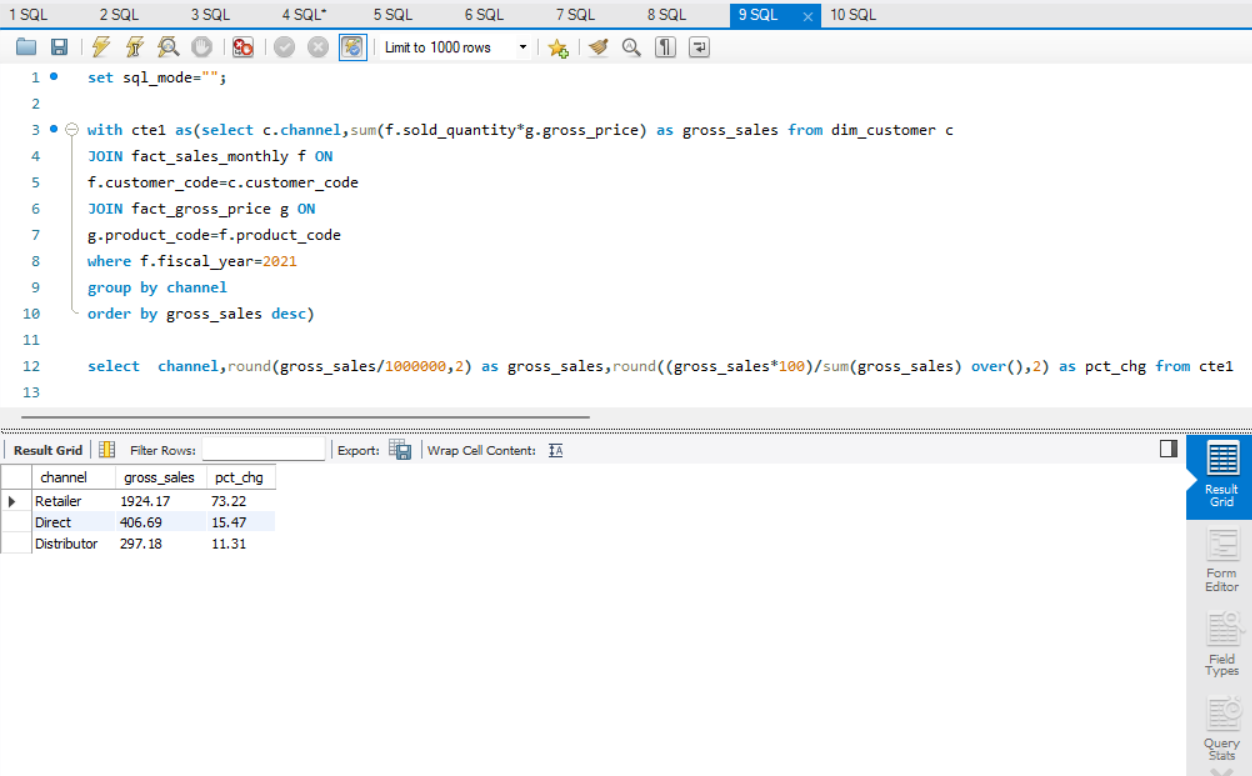 1 SQL 2 SQL 3 SQL 4 SQL* 5 SQL 6 SQL 7 SQL 8 SQL 9 SQL 10 SQL
Limit to 1000 rows
1 set sql_mode="";
2
3 with cte1 as(select c.channel,sum(f.sold_quantity*g.gross_price) as gross_sales from dim_customer c
4 JOIN fact_sales_monthly f ON
5 f.customer_code=c.customer_code
6 JOIN fact_gross_price g ON
7 g.product_code=f.product_code
8 where f.fiscal_year=2021
9 group by channel
10 order by gross_sales desc)
11
12 select  channel,round(gross_sales/1000000,2) as gross_sales,round((gross_sales*100)/sum(gross_sales) over(),2) as pct_chg from cte1
13
Result Grid Filter Rows: Export: Wrap Cell Content: IA
channel gross_sales pct_chg
Retailer 1924.17 73.22
Direct 406.69 15.47
Distributor 297.18 11.31
Result
Grid
Form
Editor
Field
Types
Query
Stats